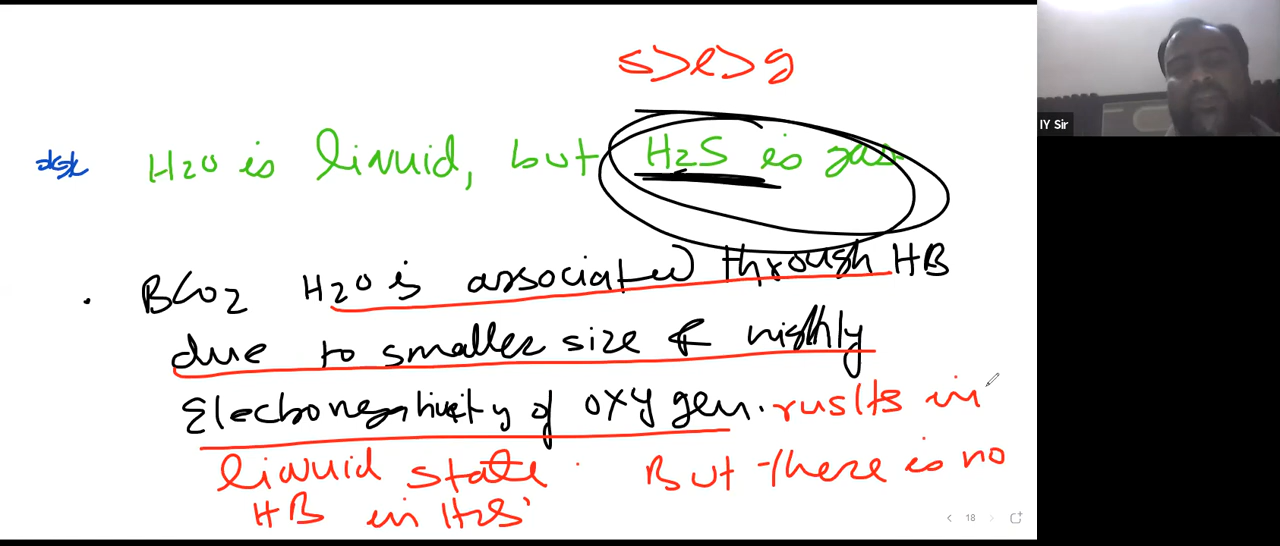 s>l>g
IY Sir
H2O is liquid, but H2S is gas
. BCoz H2O is associated through HB
due to smaller size & highly
Electronegativity of oxygen. ruslts in
liquid state. But there is no
HB in H2S'
< 18 >